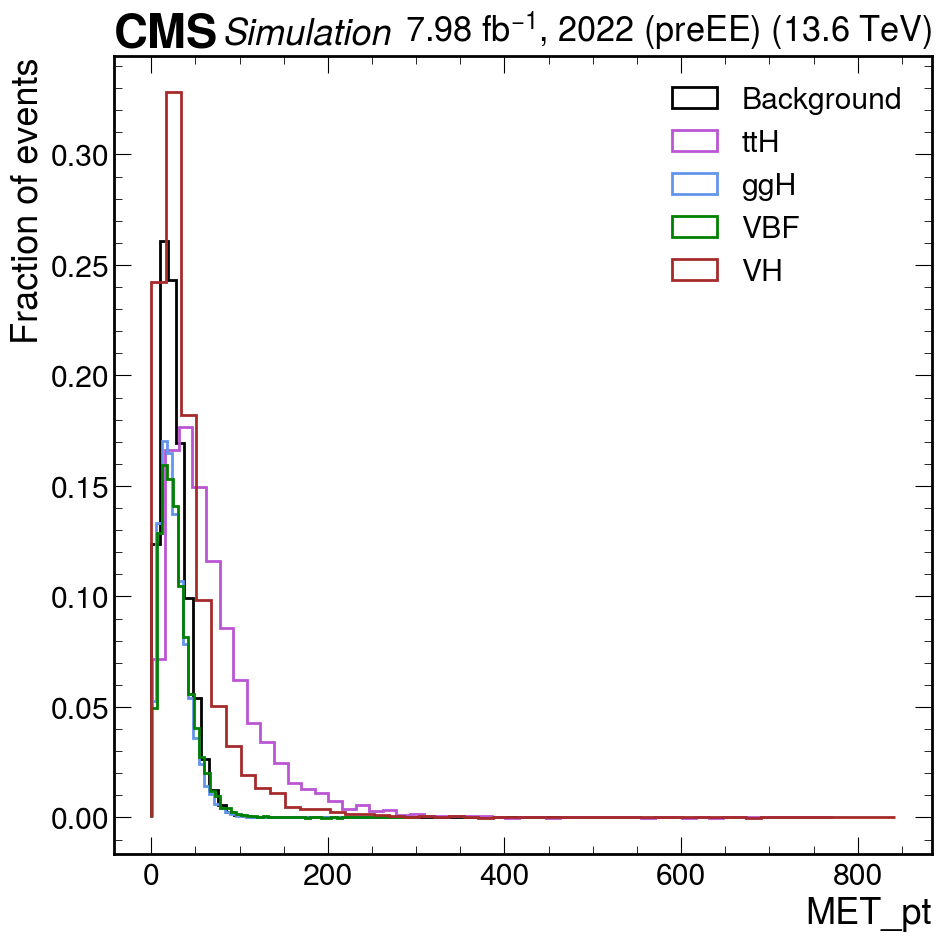 CMS Simulation 7.98 fb⁻¹, 2022 (preEE) (13.6 TeV)
Fraction of events
0.30
0.25
0.20
0.15
0.10
0.05
0.00
Background
ttH
ggH
VBF
VH
0 200 400 600 800
MET_pt